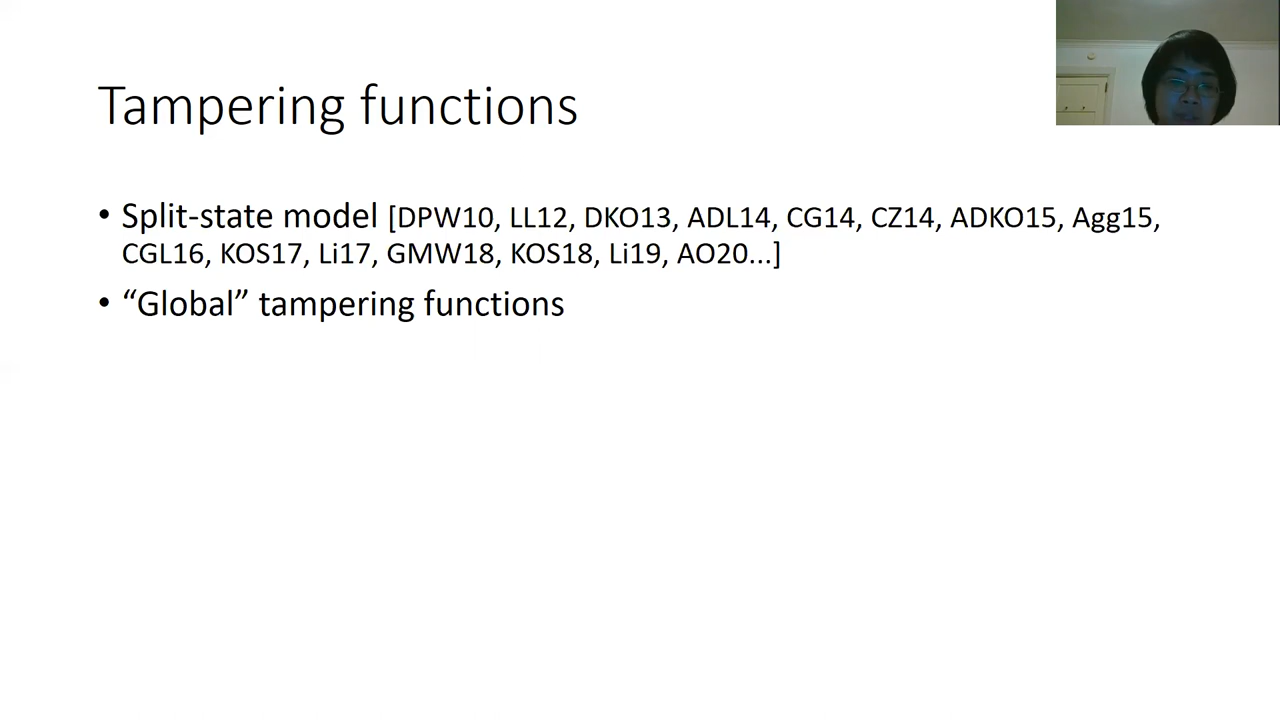 Tampering functions
• Split-state model [DPW10, LL12, DKO13, ADL14, CG14, CZ14, ADKO15, Agg15,
CGL16, KOS17, Li17, GMW18, KOS18, Li19, AO20...]
• “Global” tampering functions